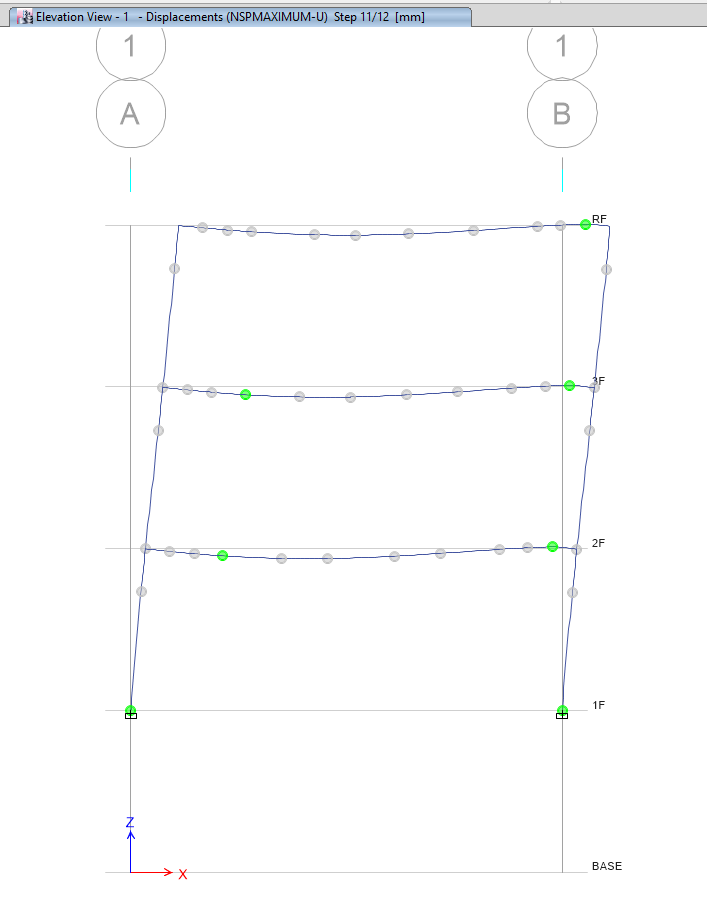 Elevation View - 1 - Displacements (NSPMAXIMUM-U) Step 11/12 [mm]
1 1
A B
RF
3F
2F
1F
Z
X
BASE